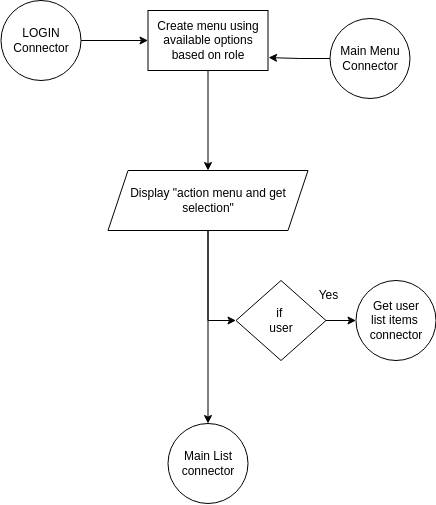 LOGIN
Connector
Create menu using
available options
based on role
Main Menu
Connector
Display "action menu and get
selection"
if
user
Yes
Get user
list items
connector
Main List
connector